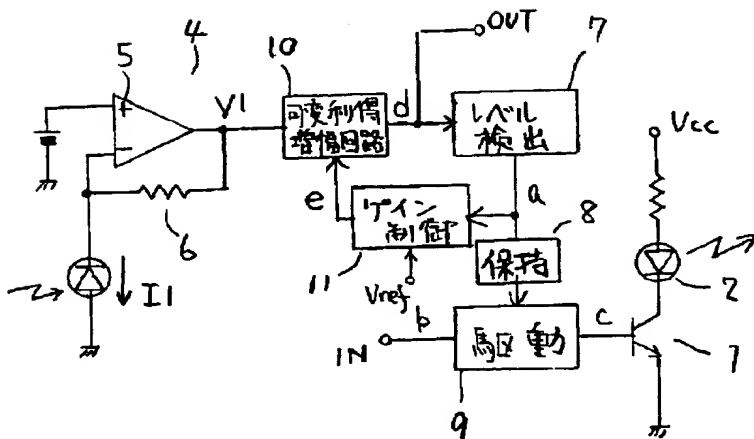 4
5
V1
6
I1
10
可変利得
増幅回路
d
OUT
7
レベル
検出
e
ゲイン
制御
11
Vref
a
8
保持
Vcc
2
b
IN
駆動
9
c
1